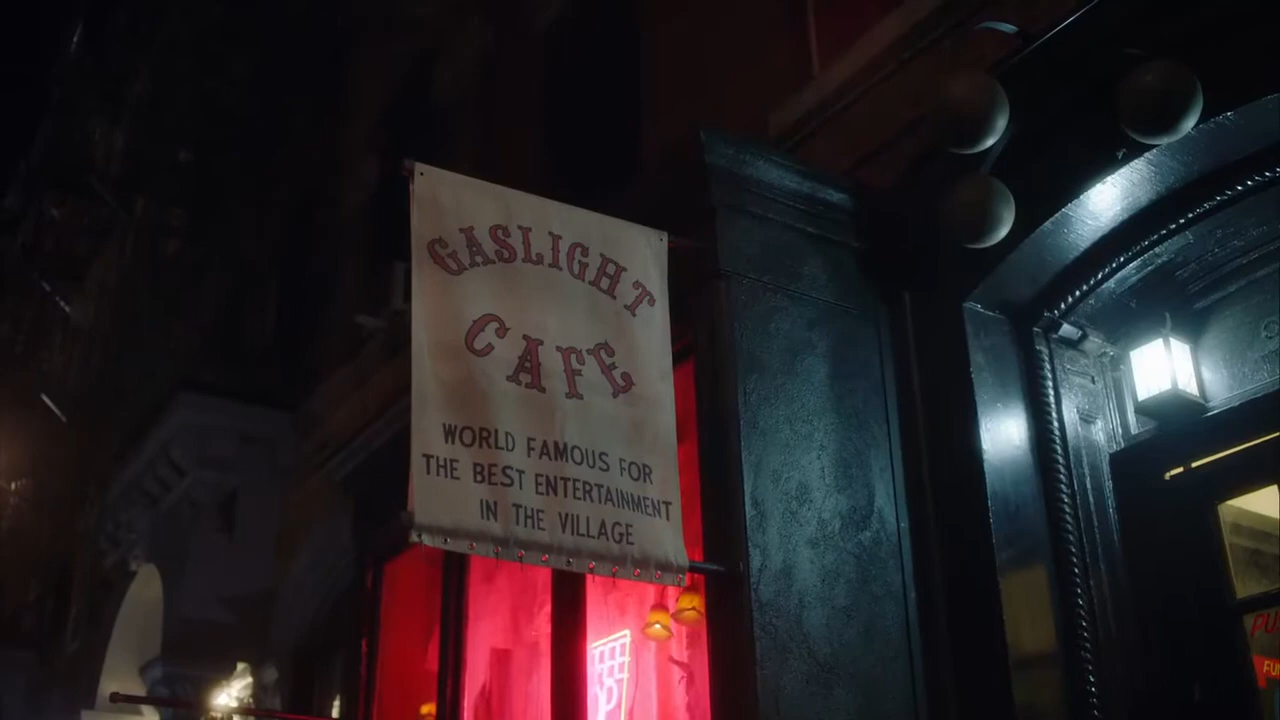 GASLIGHT
CAFE
WORLD FAMOUS FOR
THE BEST ENTERTAINMENT
IN THE VILLAGE